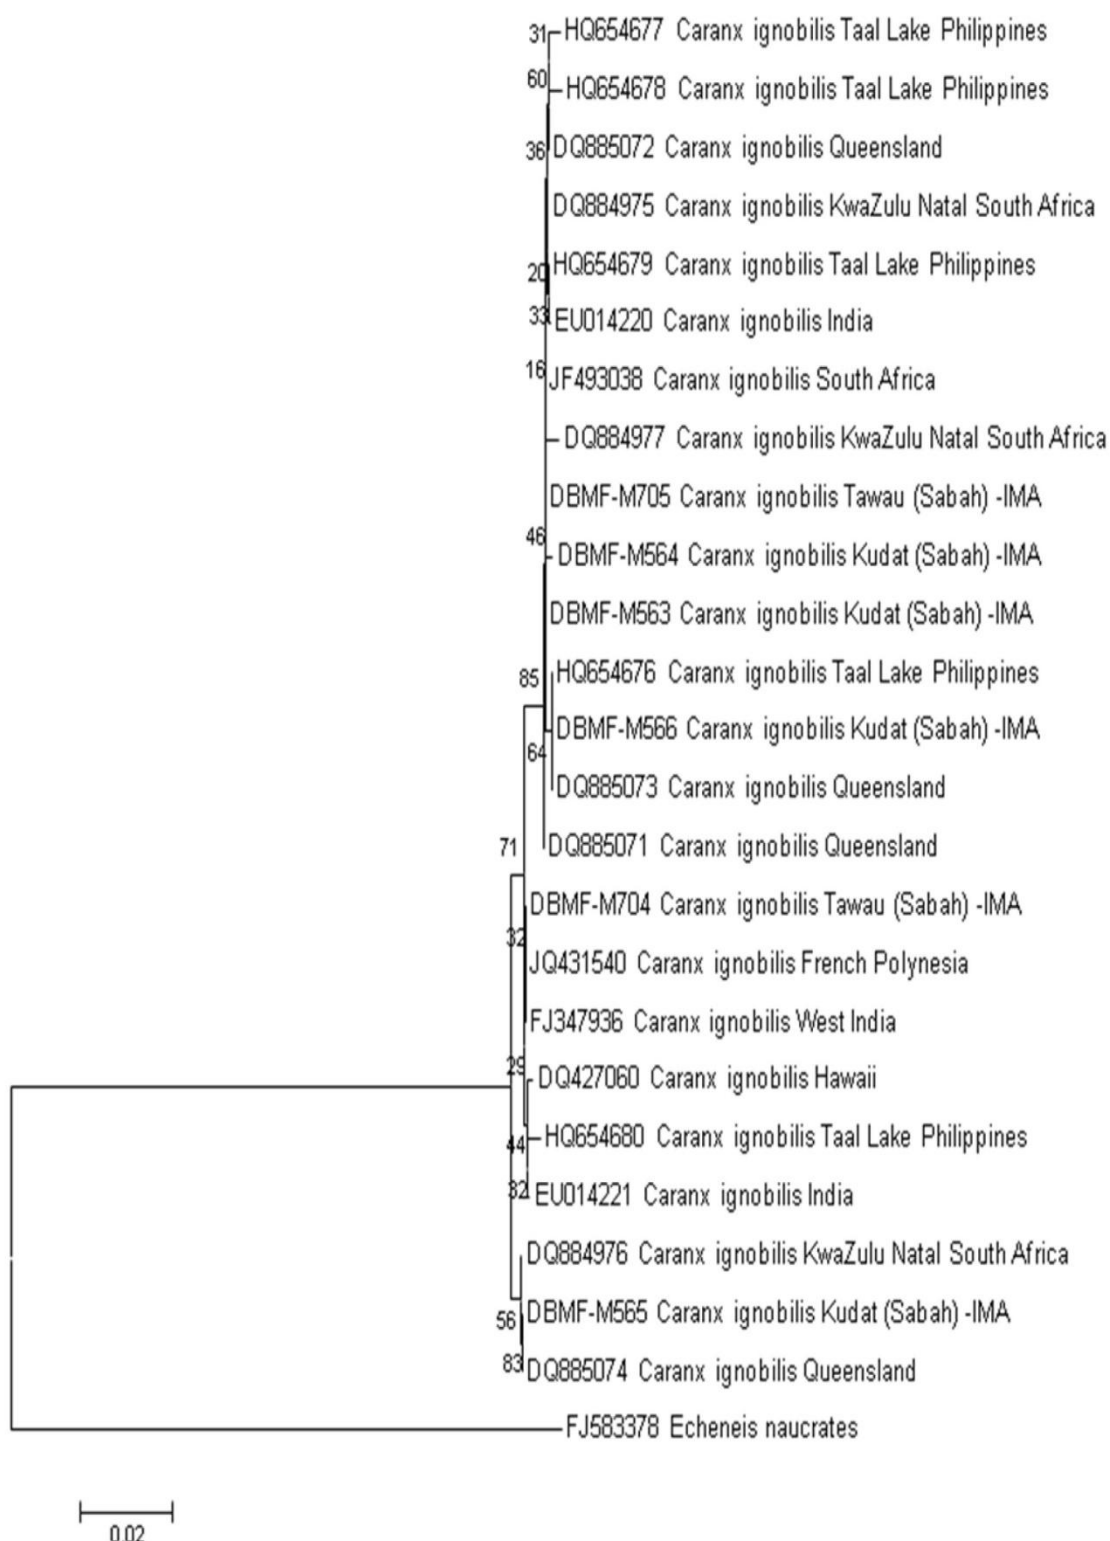 31 HQ654677 Caranx ignobilis Taal Lake Philippines
60 HQ654678 Caranx ignobilis Taal Lake Philippines
36 DQ885072 Caranx ignobilis Queensland
DQ884975 Caranx ignobilis KwaZulu Natal South Africa
20 HQ654679 Caranx ignobilis Taal Lake Philippines
33 EU014220 Caranx ignobilis India
16 JF493038 Caranx ignobilis South Africa
DQ884977 Caranx ignobilis KwaZulu Natal South Africa
DBMF-M705 Caranx ignobilis Tawau (Sabah) -IMA
46
DBMF-M564 Caranx ignobilis Kudat (Sabah) -IMA
DBMF-M563 Caranx ignobilis Kudat (Sabah) -IMA
85 HQ654676 Caranx ignobilis Taal Lake Philippines
DBMF-M566 Caranx ignobilis Kudat (Sabah) -IMA
64
DQ885073 Caranx ignobilis Queensland
71 DQ885071 Caranx ignobilis Queensland
DBMF-M704 Caranx ignobilis Tawau (Sabah) -IMA
32
JQ431540 Caranx ignobilis French Polynesia
FJ347936 Caranx ignobilis West India
29 DQ427060 Caranx ignobilis Hawaii
44 HQ654680 Caranx ignobilis Taal Lake Philippines
32 EU014221 Caranx ignobilis India
DQ884976 Caranx ignobilis KwaZulu Natal South Africa
56 DBMF-M565 Caranx ignobilis Kudat (Sabah) -IMA
83 DQ885074 Caranx ignobilis Queensland
FJ583378 Echeneis naucrates
0.02